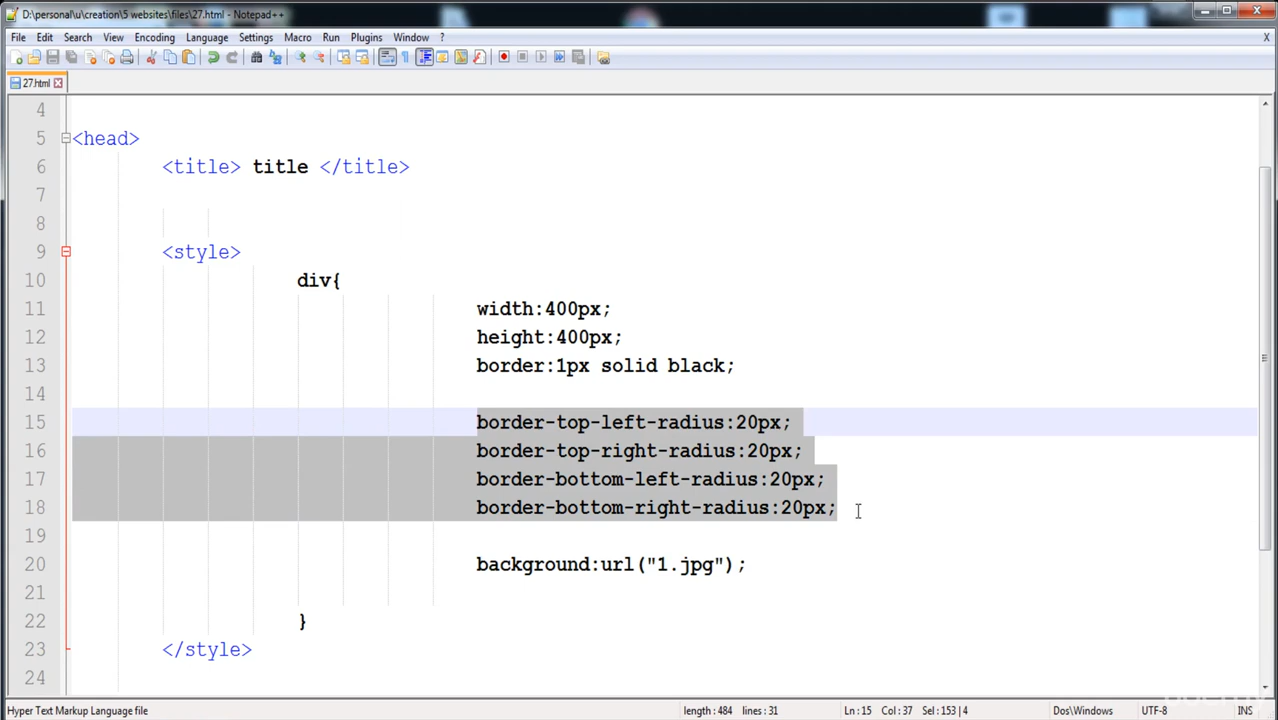 D:\personal\u\creation\5 websites\files\27.html - Notepad++
File Edit Search View Encoding Language Settings Macro Run Plugins Window ? X
27.html
4
5 <head>
6 <title> title </title>
7
8
9 <style>
10 div{
11 width:400px;
12 height:400px;
13 border:1px solid black;
14
15 border-top-left-radius:20px;
16 border-top-right-radius:20px;
17 border-bottom-left-radius:20px;
18 border-bottom-right-radius:20px;
19
20 background:url("1.jpg");
21
22 }
23 </style>
24
Hyper Text Markup Language file length : 484 lines : 31 Ln : 15 Col : 37 Sel : 153 | 4 Dos\Windows UTF-8 INS